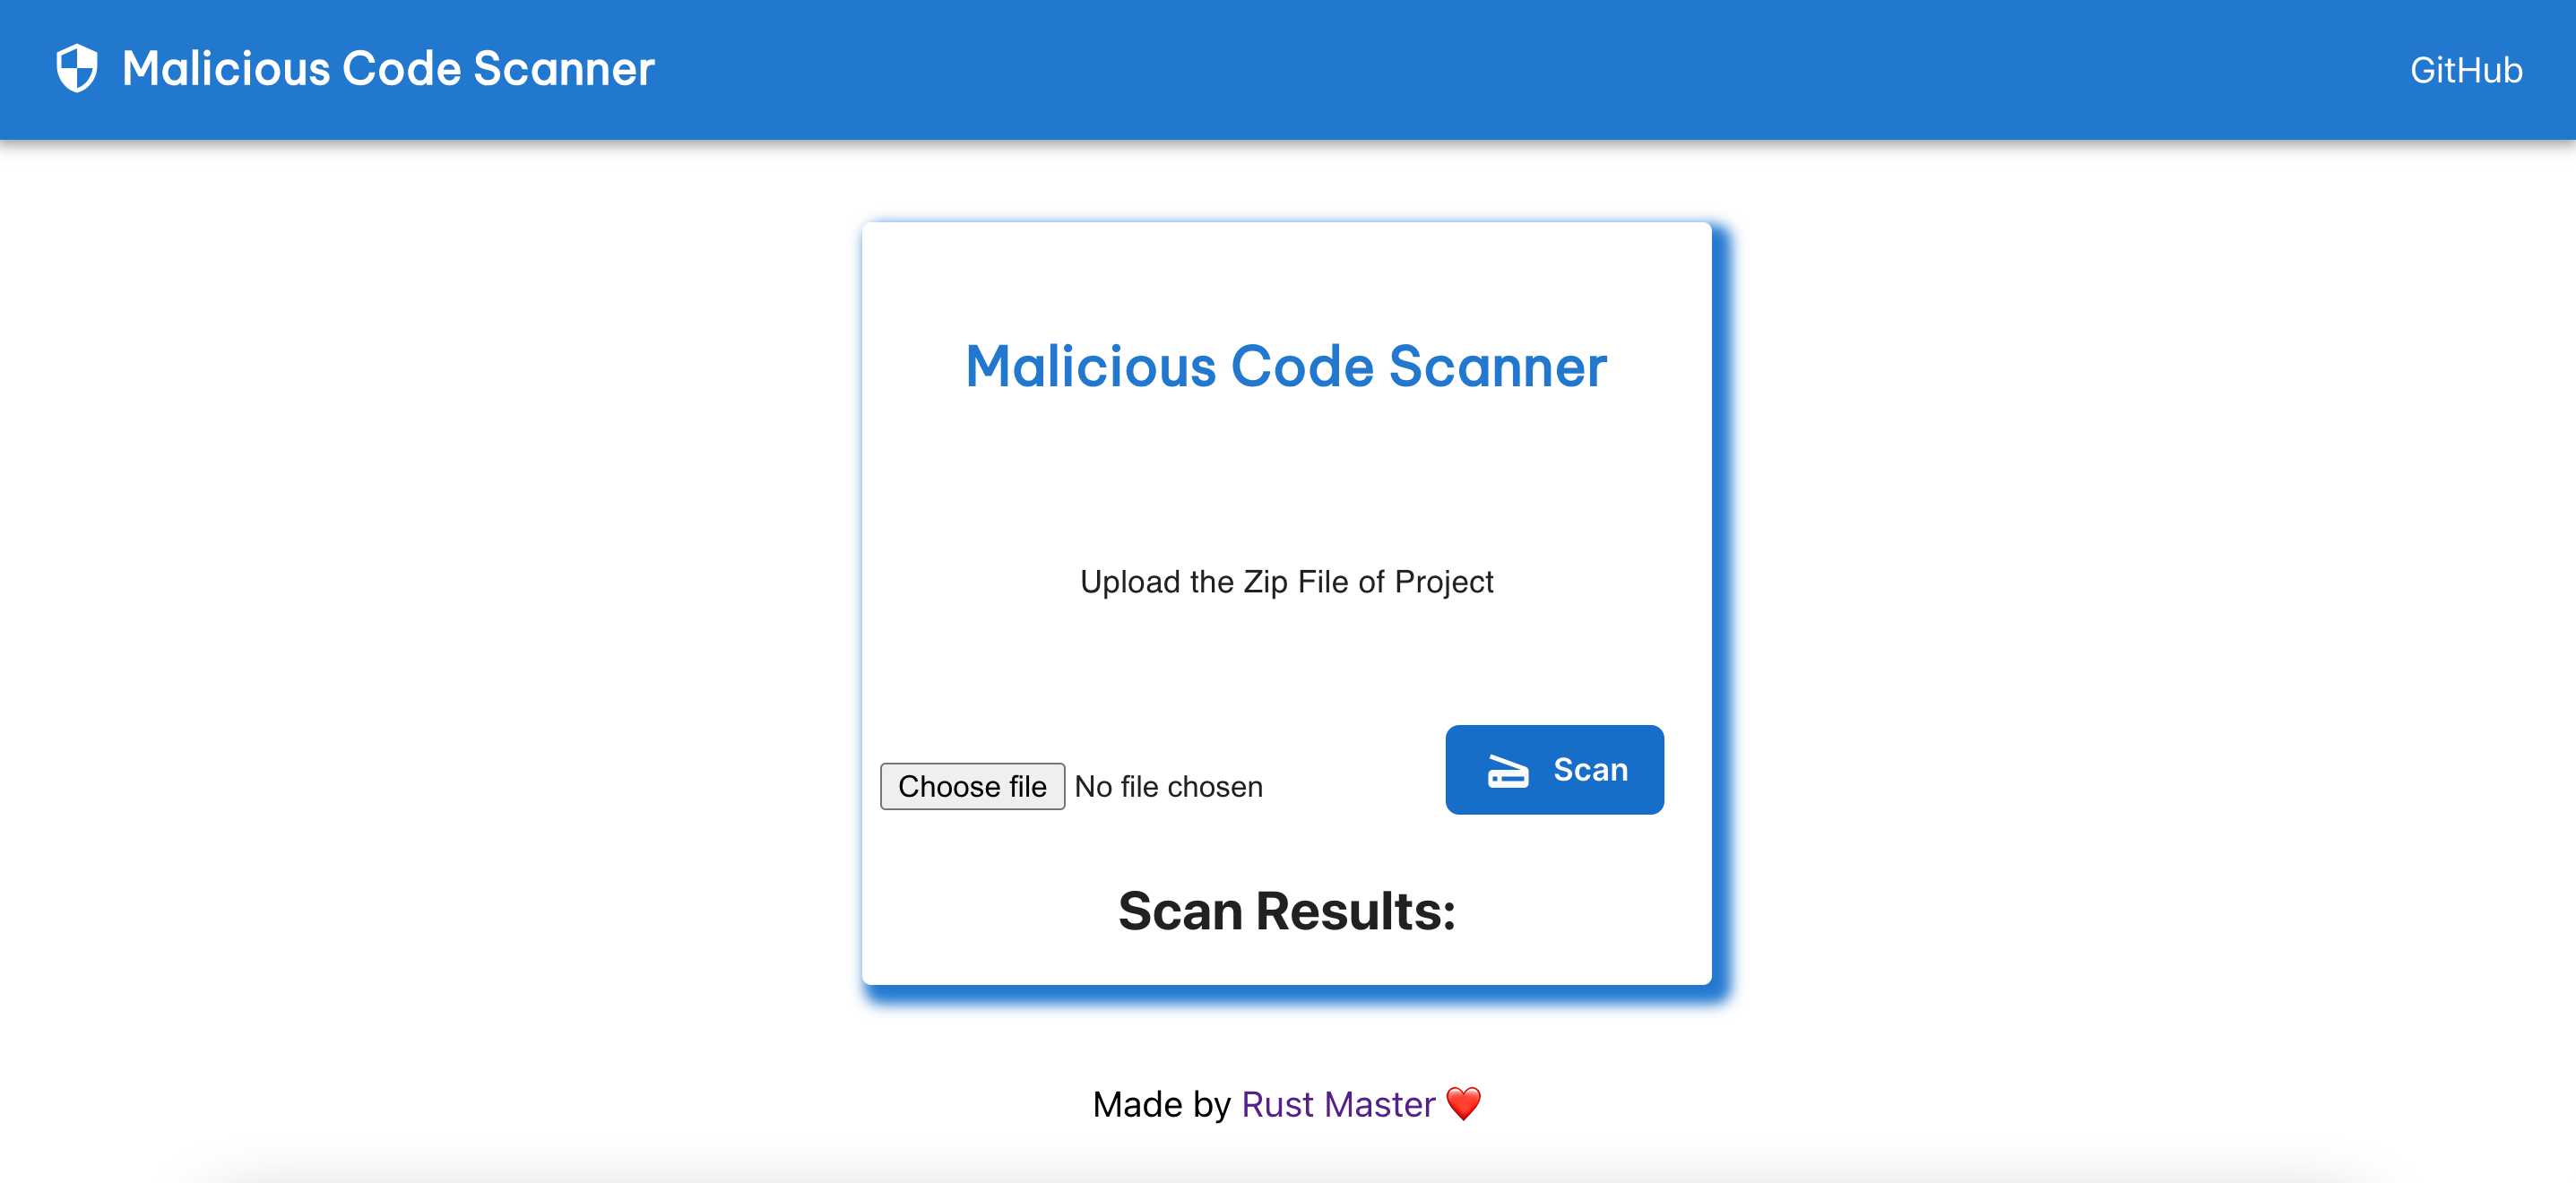 Malicious Code Scanner
GitHub
Malicious Code Scanner
Upload the Zip File of Project
Choose file No file chosen
Scan
Scan Results:
Made by Rust Master ❤️